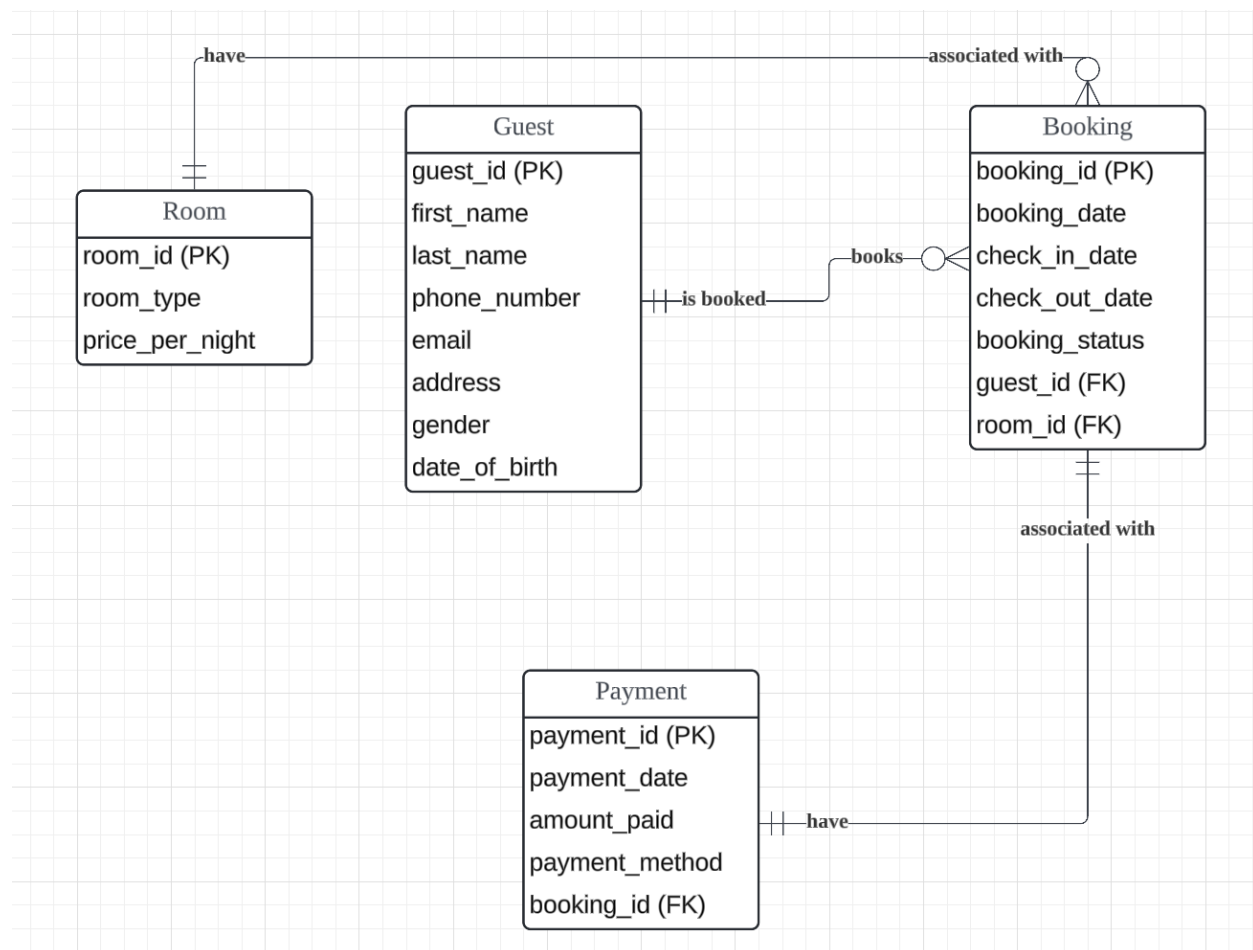 have
associated with
Room
room_id (PK)
room_type
price_per_night
Guest
guest_id (PK)
first_name
last_name
phone_number
email
address
gender
date_of_birth
is booked
books
Booking
booking_id (PK)
booking_date
check_in_date
check_out_date
booking_status
guest_id (FK)
room_id (FK)
associated with
Payment
payment_id (PK)
payment_date
amount_paid
payment_method
booking_id (FK)
have